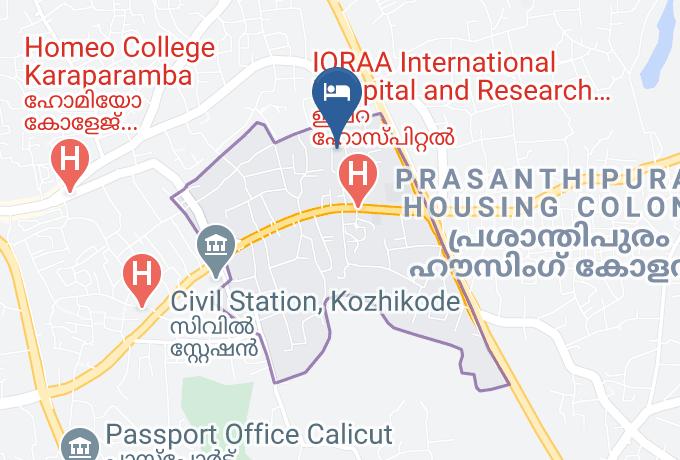 Homeo College
Karaparamba
ഹോമിയോ
കോളേജ്...
IQRAA International
pital and Research...
ഹോസ്പിറ്റൽ
H
H
H
PRASANTHIPURA
HOUSING COLON
പ്രശാന്തിപുരം
ഹൗസിംഗ് കോള
Civil Station, Kozhikode
സിവിൽ
സ്റ്റേഷൻ
Passport Office Calicut